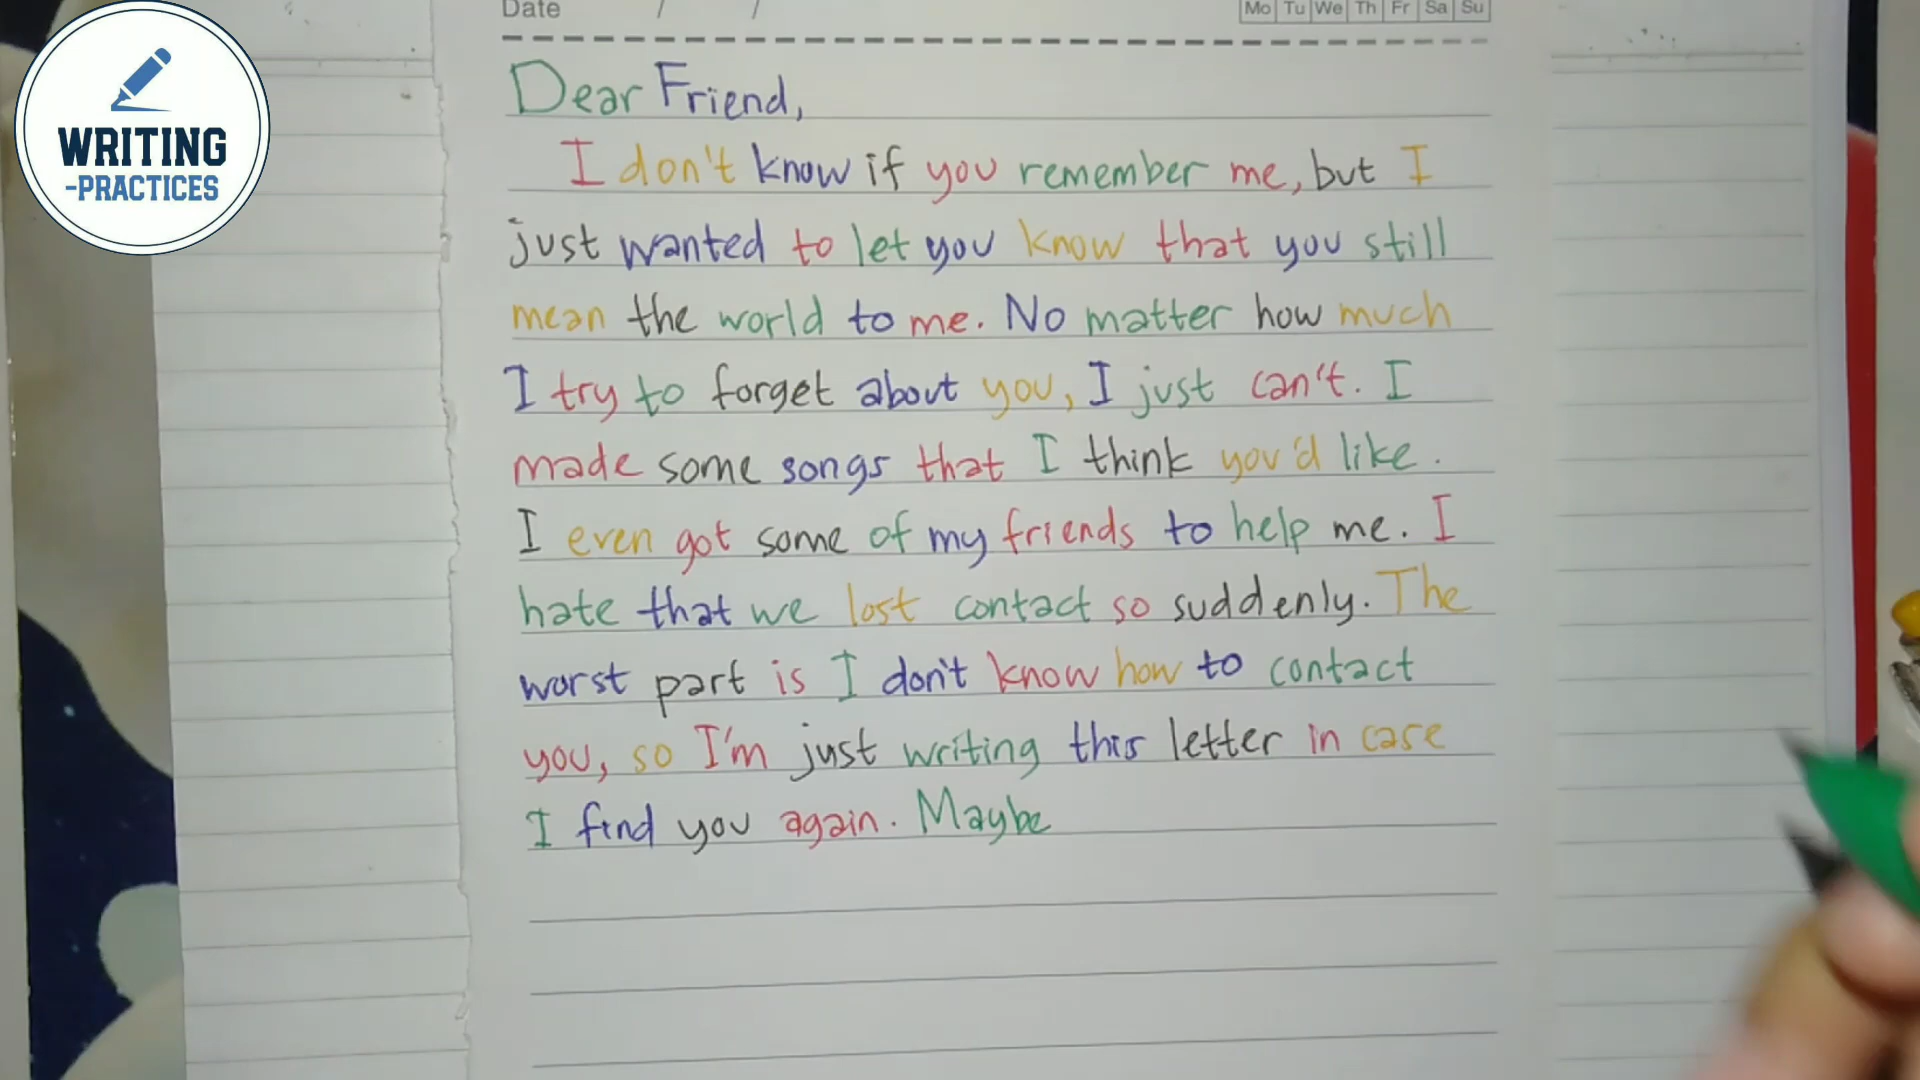 WRITING
-PRACTICES
Date / /
Mo Tu We Th Fr Sa Su
Dear Friend,
I don't know if you remember me, but I
just wanted to let you know that you still
mean the world to me. No matter how much
I try to forget about you, I just can't. I
made some songs that I think you'd like.
I even got some of my friends to help me. I
hate that we lost contact so suddenly. The
worst part is I don't know how to contact
you, so I'm just writing this letter in case
I find you again. Maybe